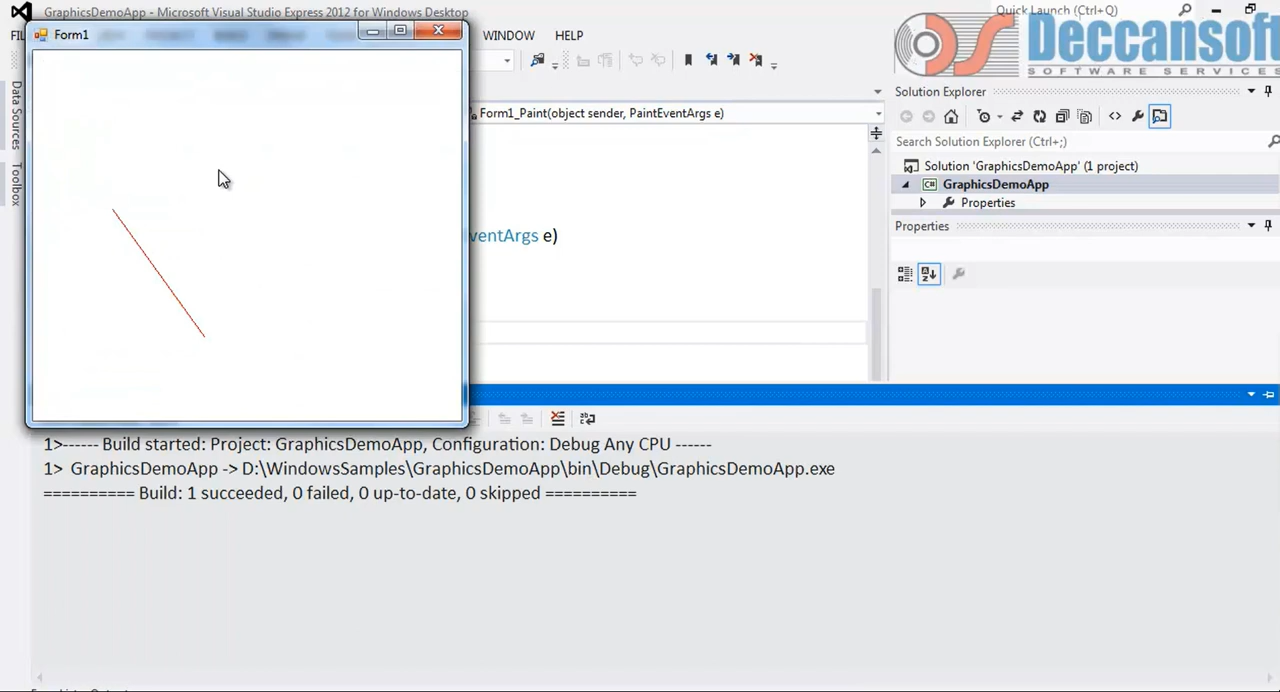 GraphicsDemoApp - Microsoft Visual Studio Express 2012 for Windows Desktop
Quick Launch (Ctrl+Q)
Form1
WINDOW HELP
Deccansoft
SOFTWARE SERVICES
Data Sources
Toolbox
Form1_Paint(object sender, PaintEventArgs e)
ventArgs e)
Solution Explorer
Search Solution Explorer (Ctrl+;)
Solution 'GraphicsDemoApp' (1 project)
C# GraphicsDemoApp
Properties
Properties
1>------ Build started: Project: GraphicsDemoApp, Configuration: Debug Any CPU ------
1> GraphicsDemoApp -> D:\WindowsSamples\GraphicsDemoApp\bin\Debug\GraphicsDemoApp.exe
========== Build: 1 succeeded, 0 failed, 0 up-to-date, 0 skipped ==========